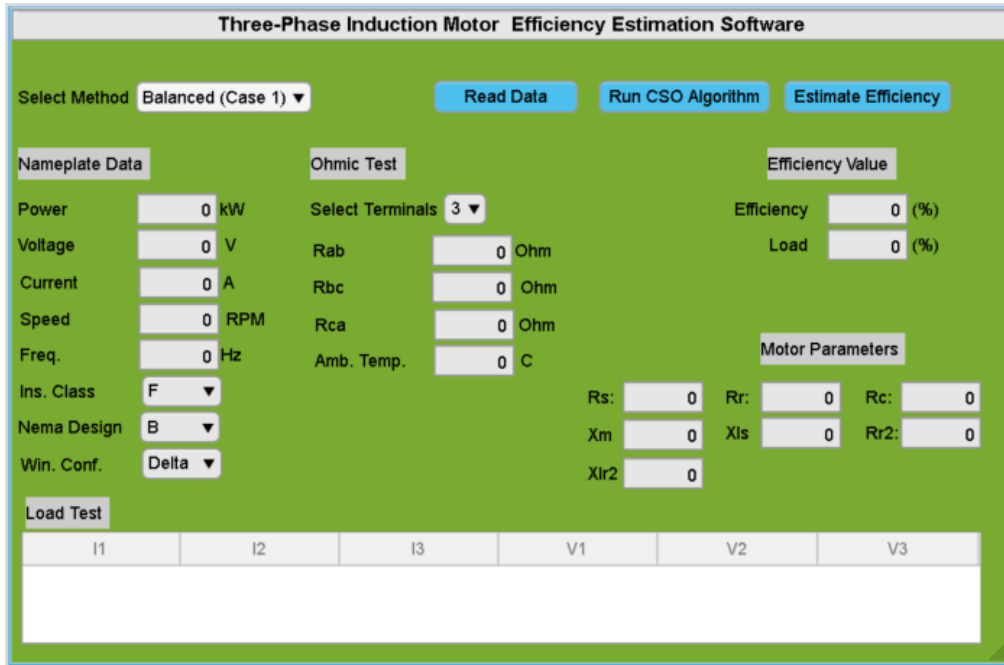 Three-Phase Induction Motor Efficiency Estimation Software
Select Method Balanced (Case 1) ▼ Read Data Run CSO Algorithm Estimate Efficiency
Nameplate Data Ohmic Test Efficiency Value
Power 0 kW Select Terminals 3 ▼ Efficiency 0 (%)
Voltage 0 V Rab 0 Ohm Load 0 (%)
Current 0 A Rbc 0 Ohm
Speed 0 RPM Rca 0 Ohm
Freq. 0 Hz Amb. Temp. 0 C Motor Parameters
Ins. Class F ▼ Rs: 0 Rr: 0 Rc: 0
Nema Design B ▼ Xm 0 Xls 0 Rr2: 0
Win. Conf. Delta ▼ Xlr2 0
Load Test
I1 I2 I3 V1 V2 V3